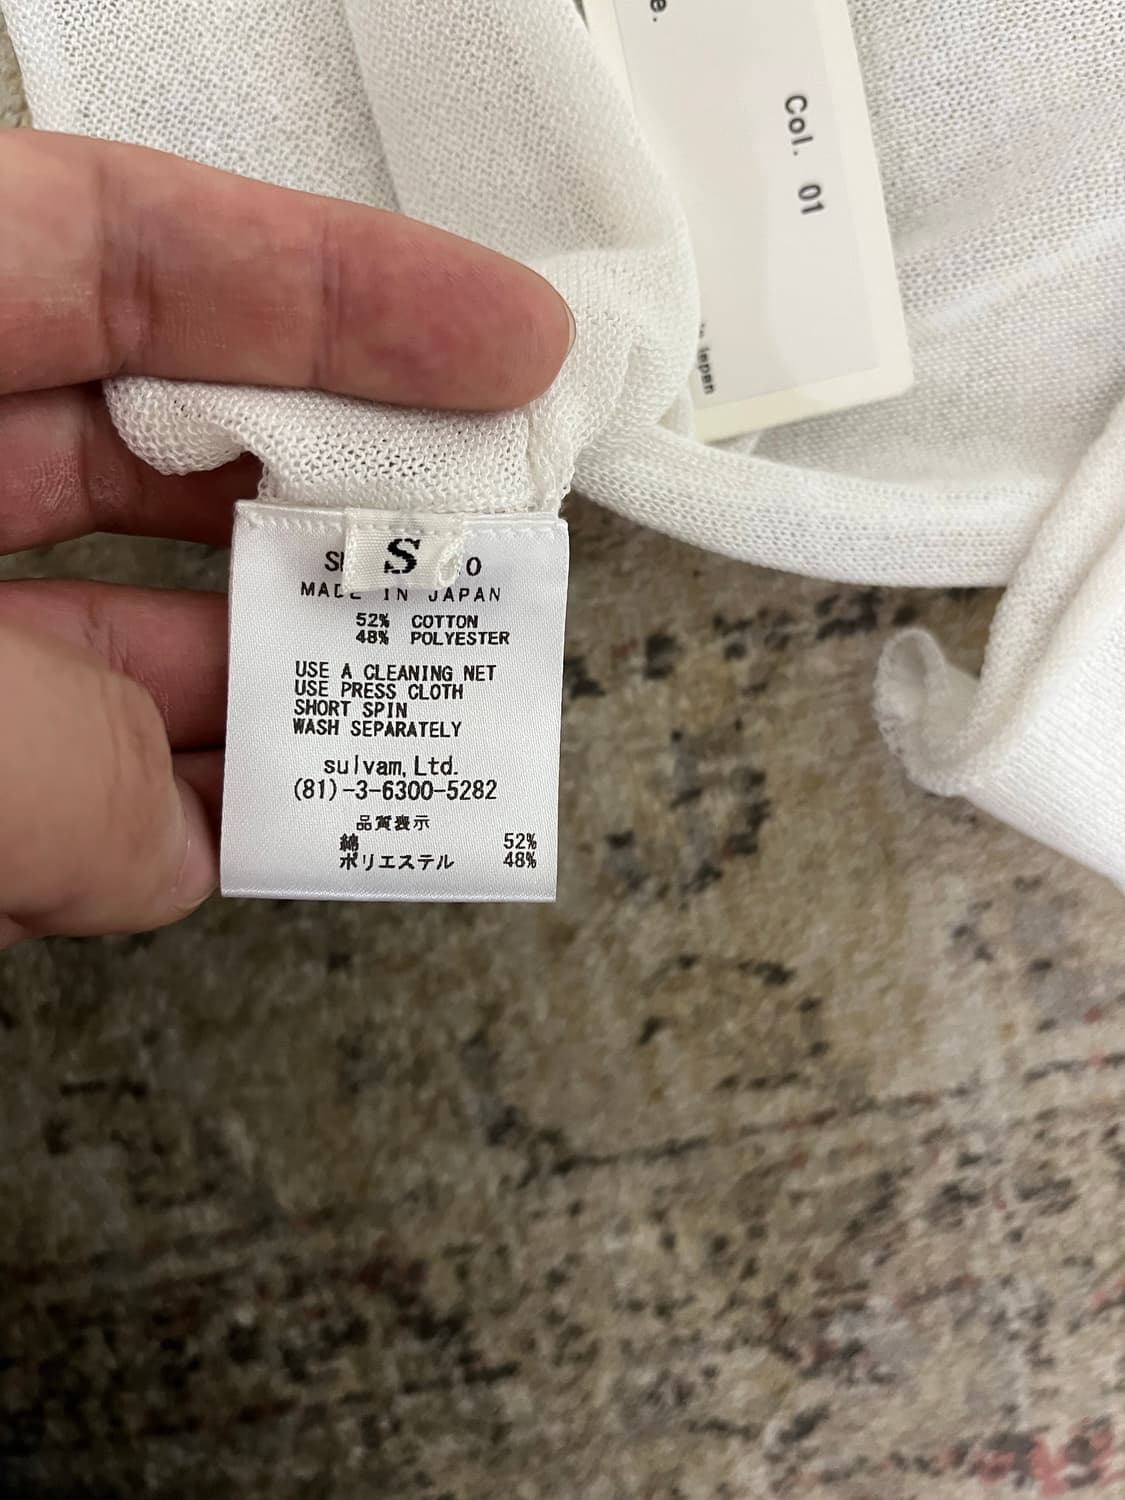 Col. 01
S
MADE IN JAPAN
52% COTTON
48% POLYESTER
USE A CLEANING NET
USE PRESS CLOTH
SHORT SPIN
WASH SEPARATELY
sulvam, Ltd.
(81)-3-6300-5282
品質表示
綿 52%
ポリエステル 48%